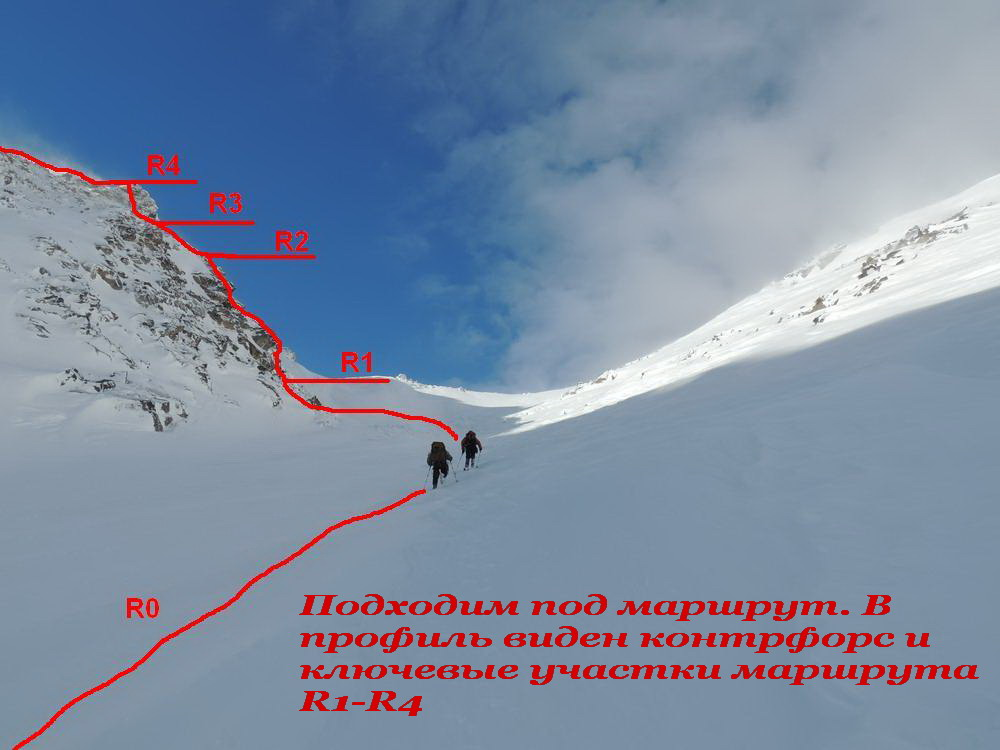 R4
R3
R2
R1
R0
Подходим под маршрут. В
профиль виден контрфорс и
ключевые участки маршрута
R1-R4